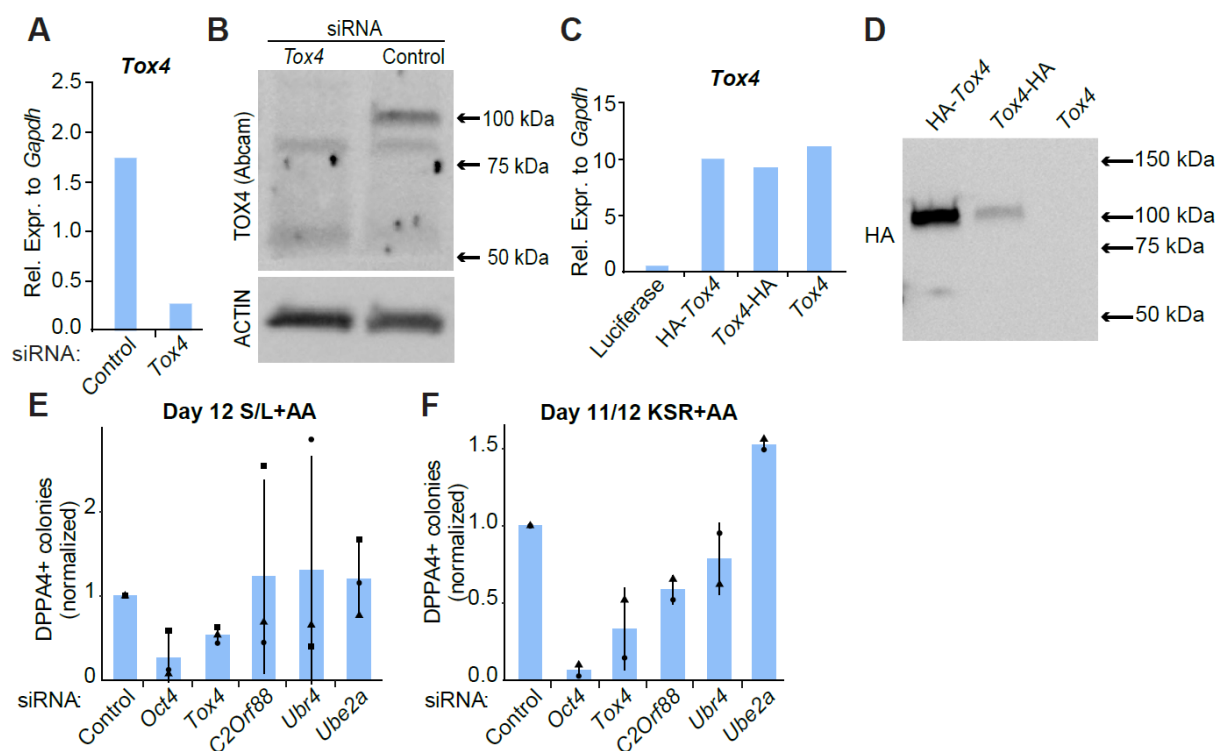 A
Tox4
Rel. Expr. to Gapdh
2.5
2.0
1.5
1.0
0.5
0.0
siRNA:
Control
Tox4
B
siRNA
Tox4 Control
TOX4 (Abcam)
100 kDa
75 kDa
50 kDa
ACTIN
C
Tox4
Rel. Expr. to Gapdh
15
10
5
0
Luciferase
HA-Tox4
Tox4-HA
Tox4
D
HA-Tox4
Tox4-HA
Tox4
HA
150 kDa
100 kDa
75 kDa
50 kDa
E
Day 12 S/L+AA
DPPA4+ colonies
(normalized)
2
1
0
siRNA:
Control
Oct4
Tox4
C2Orf88
Ubr4
Ube2a
F
Day 11/12 KSR+AA
DPPA4+ colonies
(normalized)
1.5
1.0
0.5
0.0
siRNA:
Control
Oct4
Tox4
C2Orf88
Ubr4
Ube2a